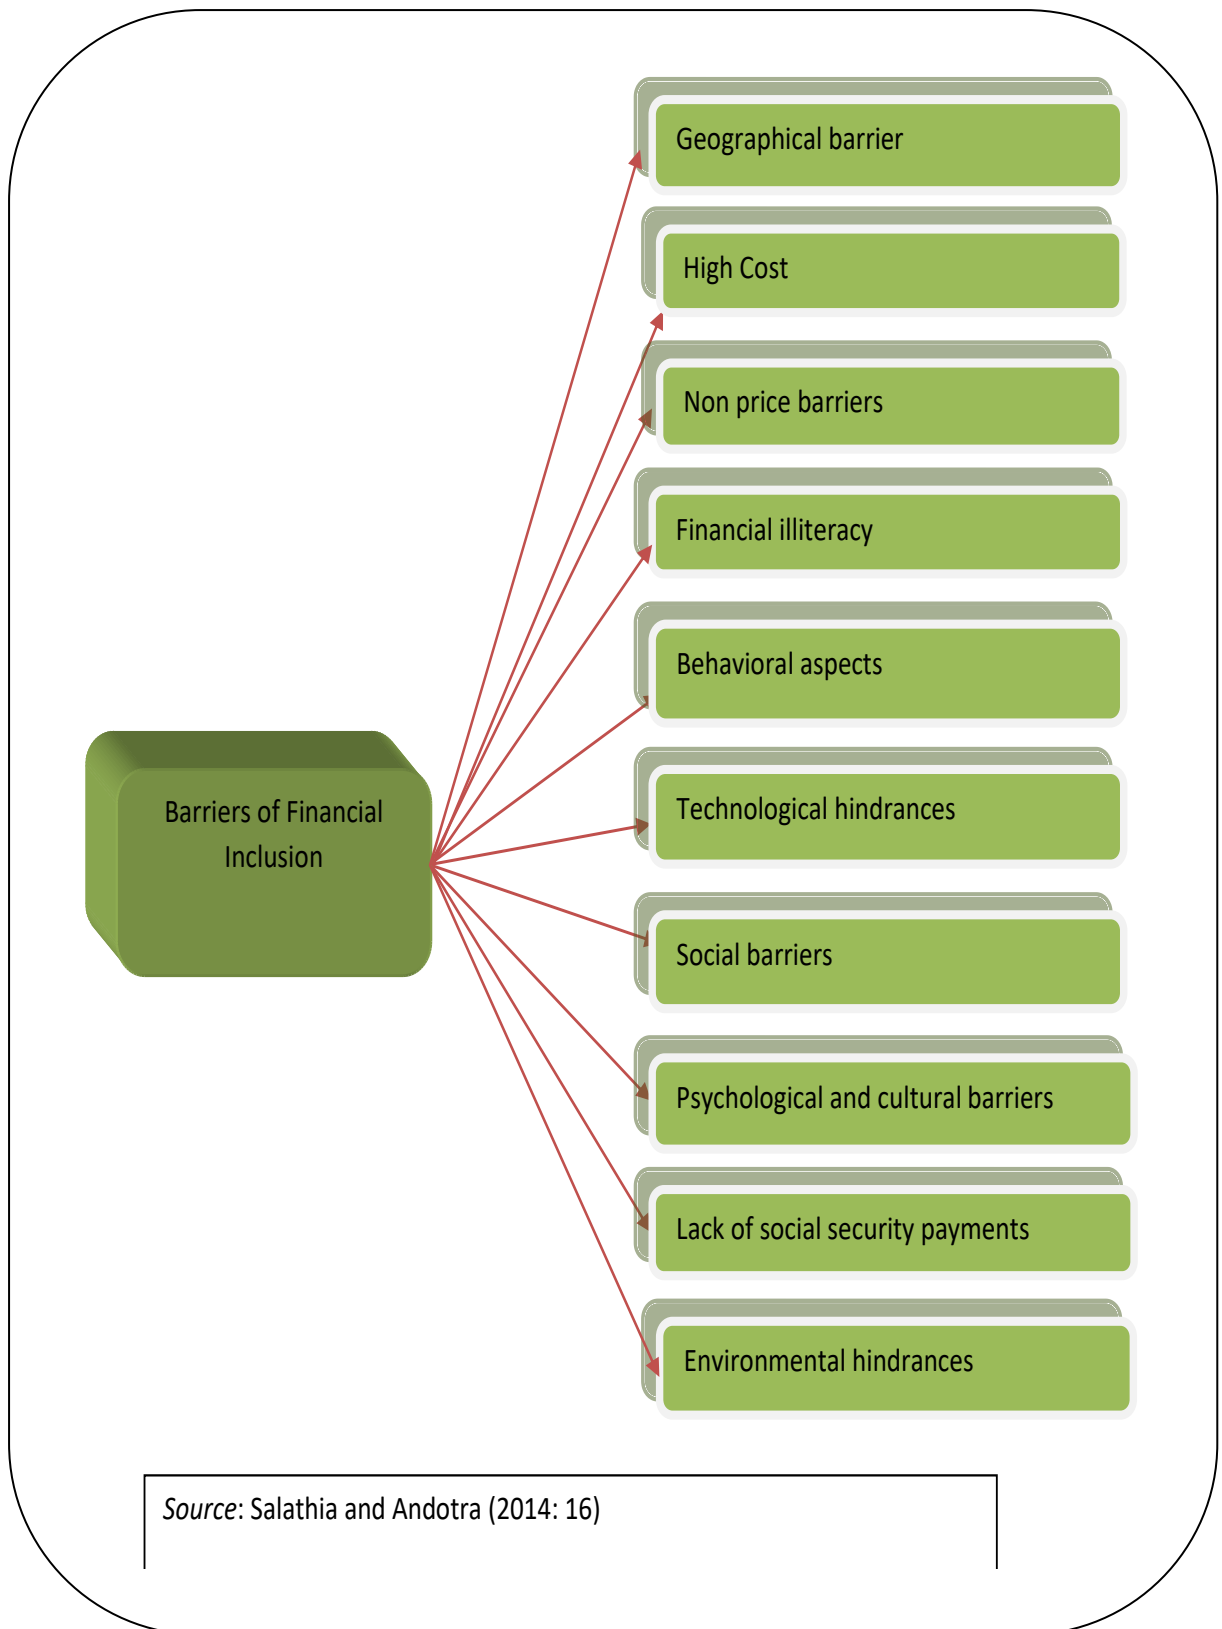 Geographical barrier
High Cost
Non price barriers
Financial illiteracy
Behavioral aspects
Barriers of Financial
Inclusion
Technological hindrances
Social barriers
Psychological and cultural barriers
Lack of social security payments
Environmental hindrances
Source: Salathia and Andotra (2014: 16)